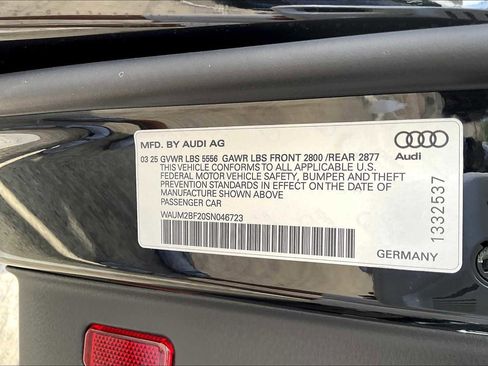 MFD. BY AUDI AG
03 25 GVWR LBS 5556 GAWR LBS FRONT 2800 /REAR 2877
THIS VEHICLE CONFORMS TO ALL APPLICABLE U.S.
FEDERAL MOTOR VEHICLE SAFETY, BUMPER AND THEFT
PREVENTION STANDARDS IN EFFECT ON THE DATE OF
MANUFACTURE SHOWN ABOVE
PASSENGER CAR
WAUM2BF20SN046723
Audi
1332537
GERMANY